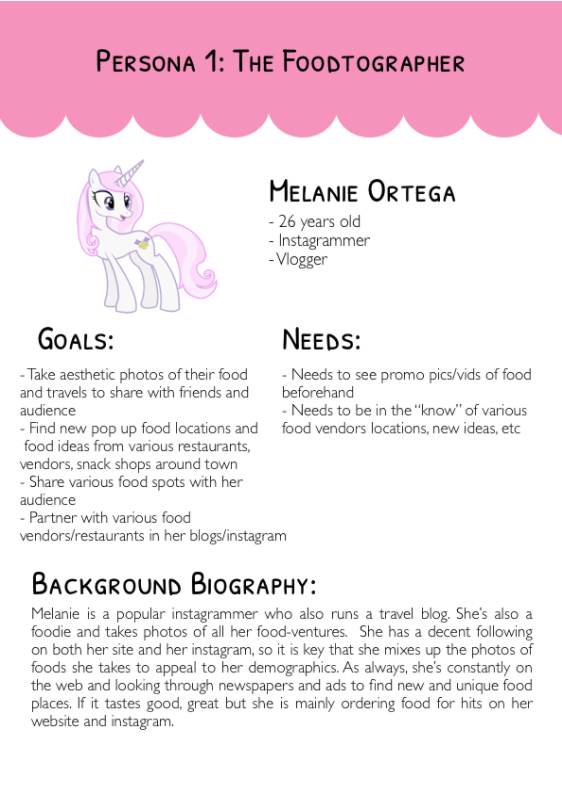 Persona 1: The Foodtographer
Melanie Ortega
- 26 years old
- Instagrammer
- Vlogger
Goals:
- Take aesthetic photos of their food
and travels to share with friends and
audience
- Find new pop up food locations and
food ideas from various restaurants,
vendors, snack shops around town
- Share various food spots with her
audience
- Partner with various food
vendors/restaurants in her blogs/instagram
Needs:
- Needs to see promo pics/vids of food
beforehand
- Needs to be in the “know” of various
food vendors locations, new ideas, etc
Background Biography:
Melanie is a popular instagrammer who also runs a travel blog. She's also a
foodie and takes photos of all her food-ventures. She has a decent following
on both her site and her instagram, so it is key that she mixes up the photos of
foods she takes to appeal to her demographics. As always, she's constantly on
the web and looking through newspapers and ads to find new and unique food
places. If it tastes good, great but she is mainly ordering food for hits on her
website and instagram.